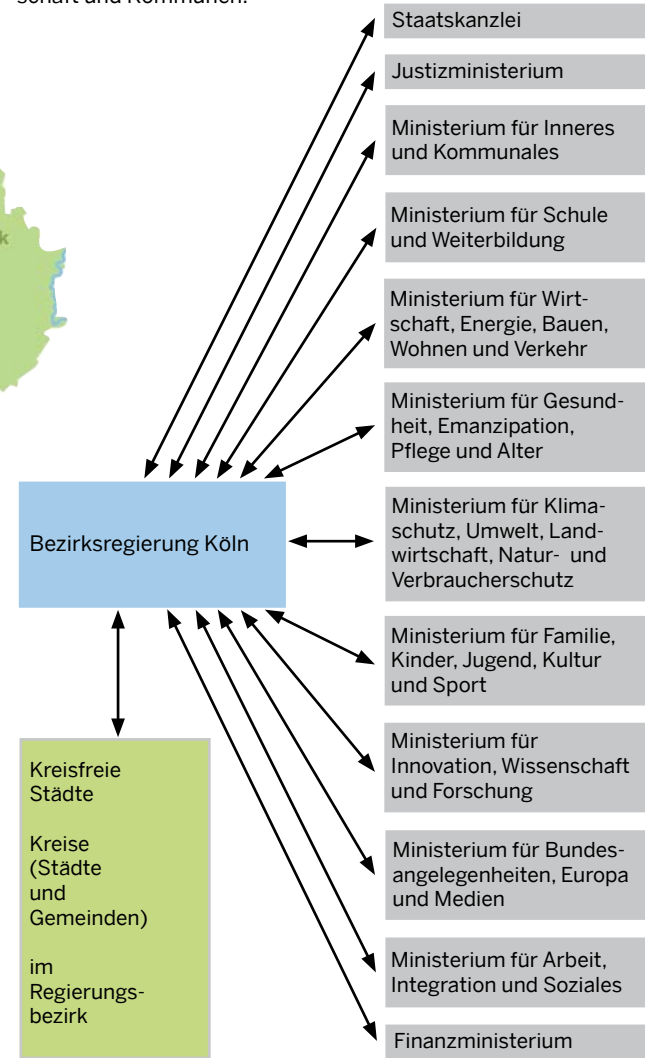 schaft und Kommunen.
k
Staatskanzlei
Justizministerium
Ministerium für Inneres
und Kommunales
Ministerium für Schule
und Weiterbildung
Ministerium für Wirt-
schaft, Energie, Bauen,
Wohnen und Verkehr
Ministerium für Gesund-
heit, Emanzipation,
Pflege und Alter
Bezirksregierung Köln
Ministerium für Klima-
schutz, Umwelt, Land-
wirtschaft, Natur- und
Verbraucherschutz
Ministerium für Familie,
Kinder, Jugend, Kultur
und Sport
Ministerium für
Innovation, Wissenschaft
und Forschung
Ministerium für Bundes-
angelegenheiten, Europa
und Medien
Ministerium für Arbeit,
Integration und Soziales
Finanzministerium
Kreisfreie
Städte
Kreise
(Städte
und
Gemeinden)
im
Regierungs-
bezirk